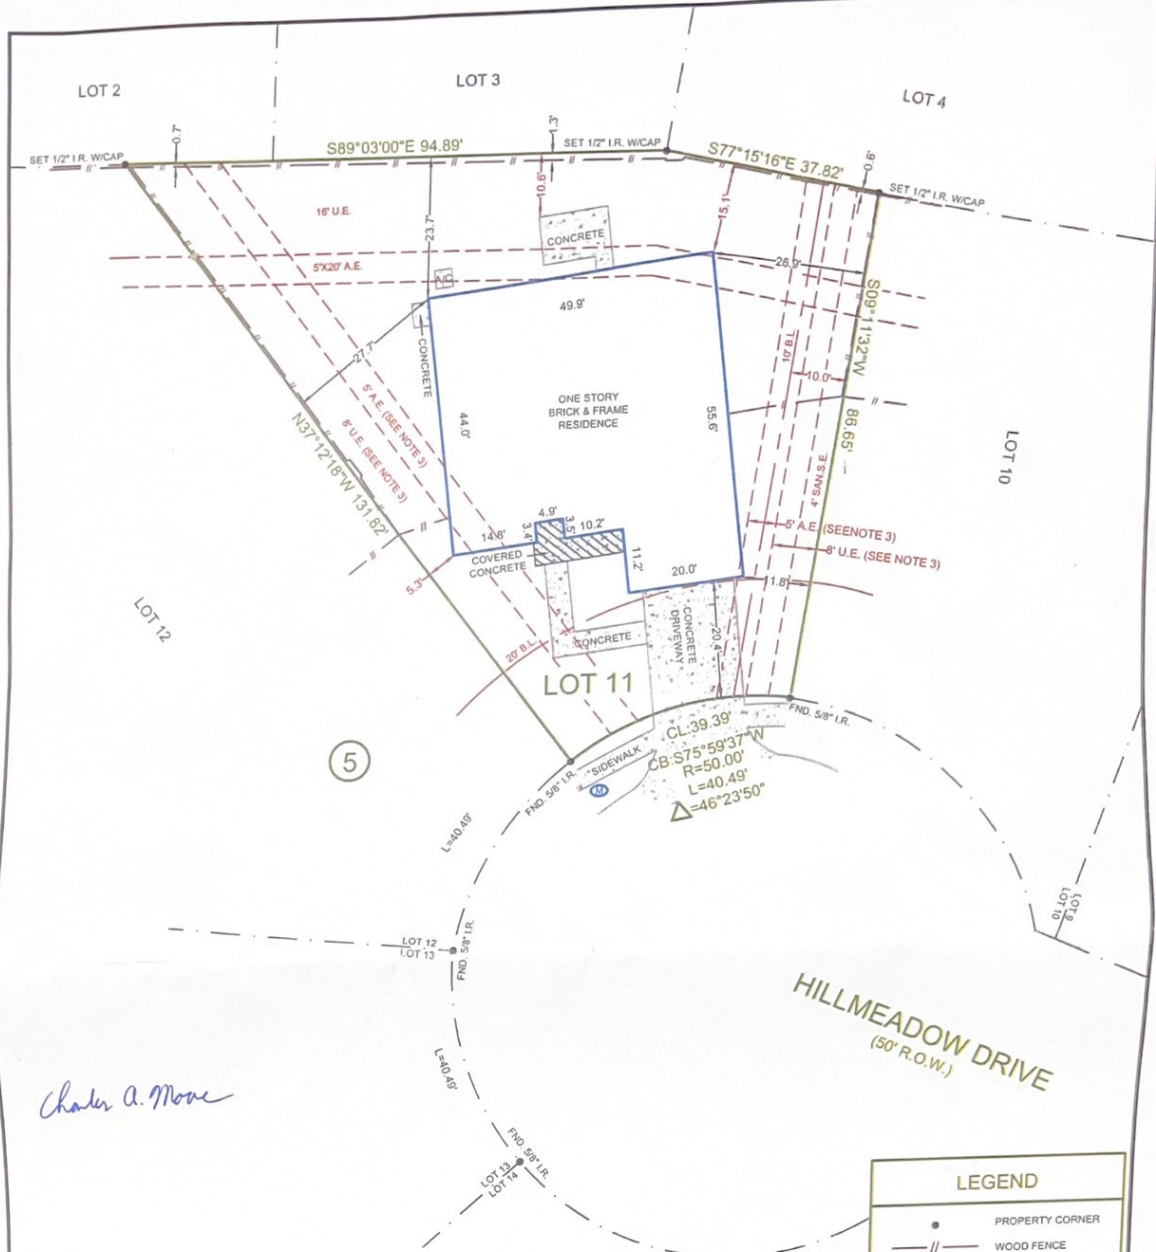 LOT 2
LOT 3
LOT 4
SET 1/2" I.R. W/CAP
0.7'
S89°03'00"E 94.89'
1.3'
SET 1/2" I.R. W/CAP
S77°15'16"E 37.82'
0.6'
SET 1/2" I.R. W/CAP
16' U.E.
23.7'
10.6'
CONCRETE
15.1'
26.9'
5'X20' A.E.
A/C
49.9'
S09°11'32"W 86.65'
27.7'
CONCRETE
10' B.L.
10.0'
ONE STORY
BRICK & FRAME
RESIDENCE
44.0'
55.6'
5' A.E. (SEE NOTE 3)
8' U.E. (SEE NOTE 3)
N37°12'18"W 131.82'
LOT 10
4' SAN.S.E.
4.9'
3.4'
3.5'
10.2'
14.8'
COVERED
CONCRETE
11.2'
20.0'
5' A.E. (SEENOTE 3)
8' U.E. (SEE NOTE 3)
11.8'
5.3'
LOT 12
20' B.L.
CONCRETE
CONCRETE
DRIVEWAY
20.4'
LOT 11
FND. 5/8" I.R.
CL:39.39'
CB:S75°59'37"W
R=50.00'
L=40.49'
Δ=46°23'50"
SIDEWALK
FND. 5/8" I.R.
M
5
L=40.49'
LOT 9
LOT 10
LOT 12
LOT 13
FND. 5/8" I.R.
HILLMEADOW DRIVE
(50' R.O.W.)
L=40.49'
Charles A. Moore
FND. 5/8" I.R.
LOT 13
LOT 14
LEGEND
PROPERTY CORNER
WOOD FENCE